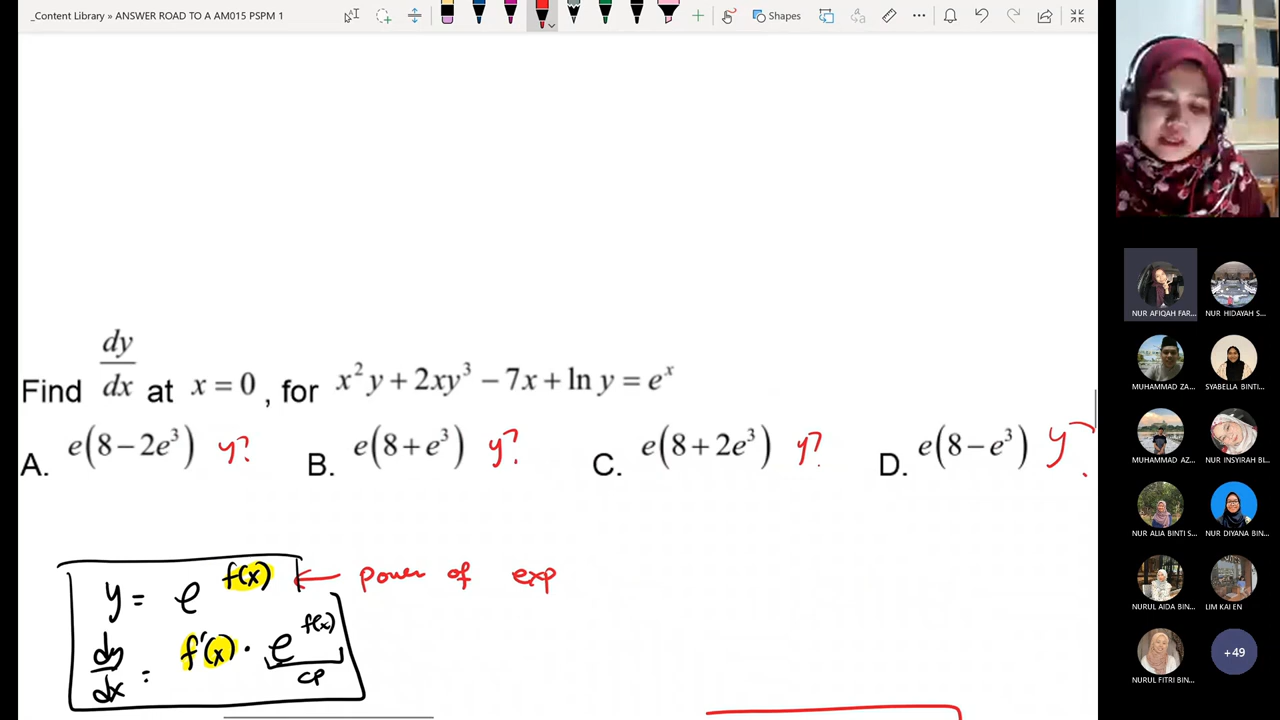 _Content Library » ANSWER ROAD TO A AM015 PSPM 1
Shapes
Find dy/dx at x = 0 , for x²y + 2xy³ − 7x + ln y = eˣ
A. e(8 − 2e³) y? B. e(8 + e³) y? C. e(8 + 2e³) y? D. e(8 − e³) y?
y = e^f(x) ← power of exp
dy/dx = f'(x) · e^f(x)
NUR AFIQAH FAR...
NUR HIDAYAH S...
MUHAMMAD ZA...
SYABELLA BINTI...
MUHAMMAD AZ...
NUR INSYIRAH BI...
NUR ALIA BINTI S...
NUR DIYANA BIN...
NURUL AIDA BIN...
LIM KAI EN
NURUL FITRI BIN...
+49